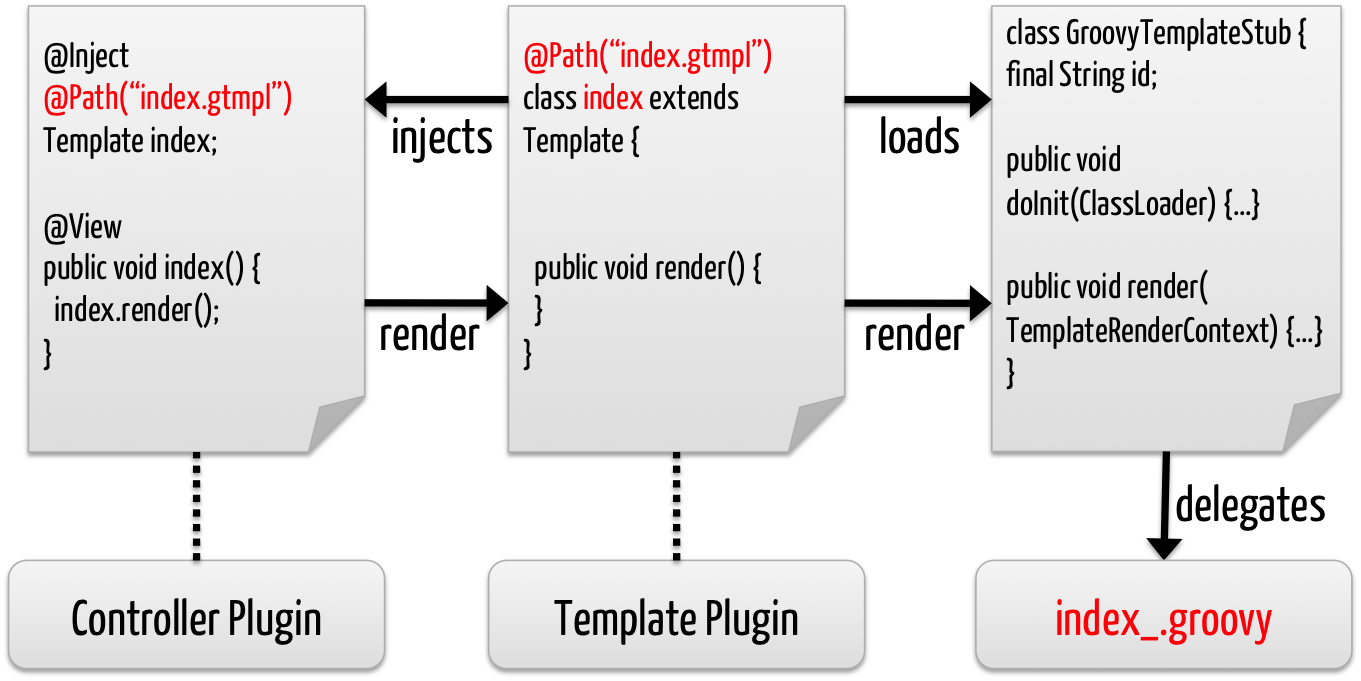 @Inject
@Path(“index.gtmpl”)
Template index;
@View
public void index() {
index.render();
}
injects
render
@Path(“index.gtmpl”)
class index extends
Template {
public void render() {
}
}
loads
render
class GroovyTemplateStub {
final String id;
public void
doInit(ClassLoader) {...}
public void render(
TemplateRenderContext) {...}
}
delegates
Controller Plugin
Template Plugin
index_.groovy